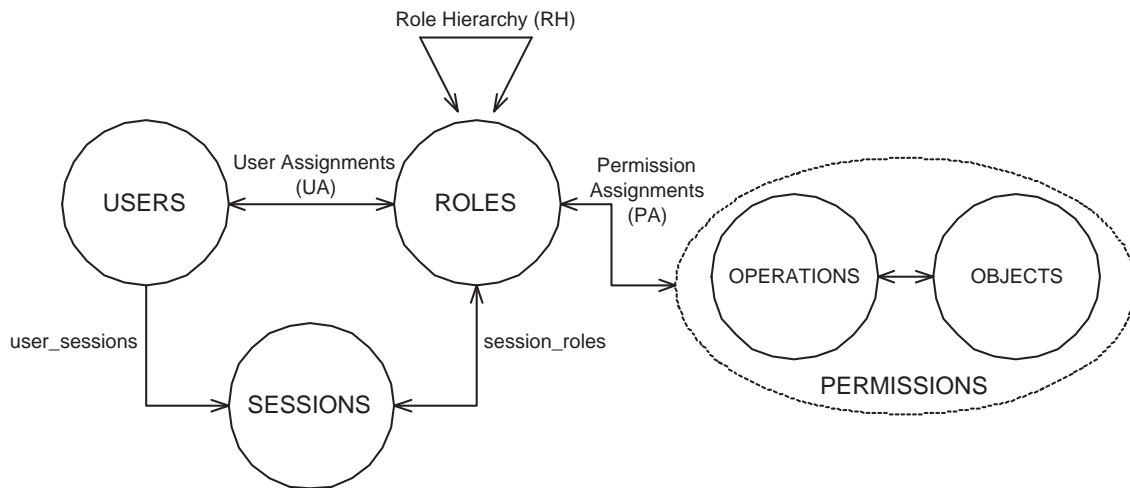 Role Hierarchy (RH)
User Assignments
(UA)
Permission
Assignments
(PA)
USERS
ROLES
OPERATIONS
OBJECTS
user_sessions
session_roles
PERMISSIONS
SESSIONS